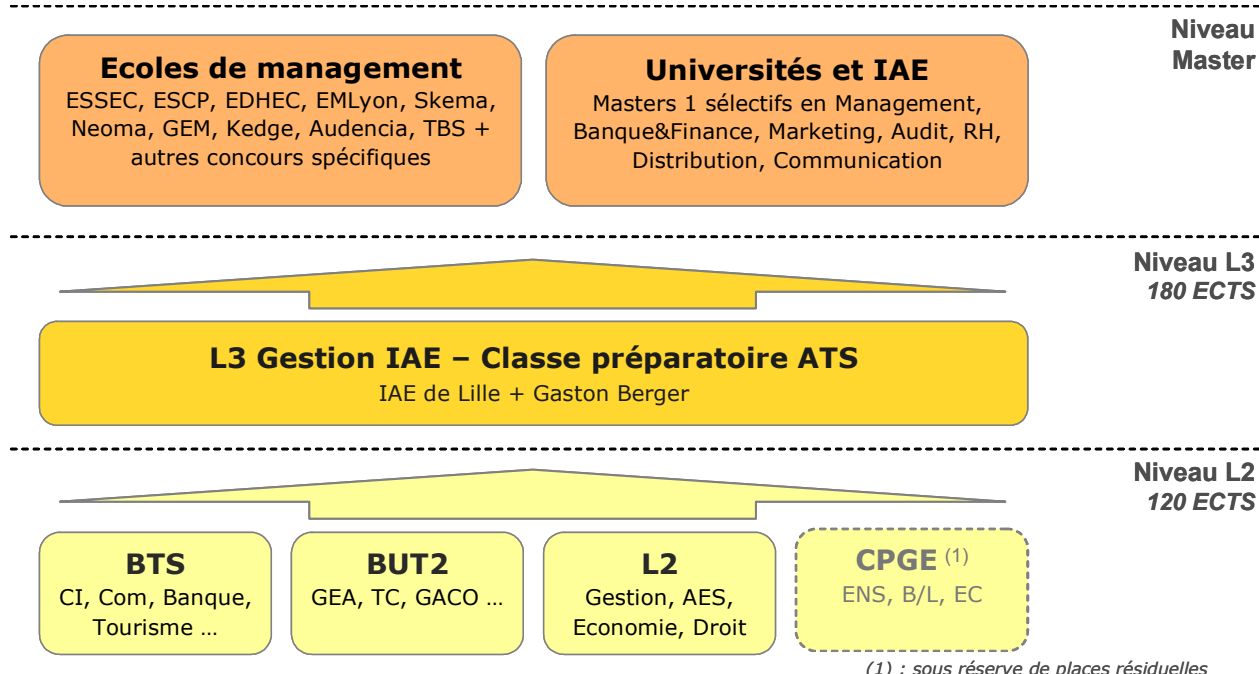 Niveau
Master
Ecoles de management
ESSEC, ESCP, EDHEC, EMLyon, Skema,
Neoma, GEM, Kedge, Audencia, TBS +
autres concours spécifiques
Universités et IAE
Masters 1 sélectifs en Management,
Banque&Finance, Marketing, Audit, RH,
Distribution, Communication
Niveau L3
180 ECTS
L3 Gestion IAE – Classe préparatoire ATS
IAE de Lille + Gaston Berger
Niveau L2
120 ECTS
BTS
CI, Com, Banque,
Tourisme ...
BUT2
GEA, TC, GACO ...
L2
Gestion, AES,
Economie, Droit
CPGE (1)
ENS, B/L, EC
(1) : sous réserve de places résiduelles